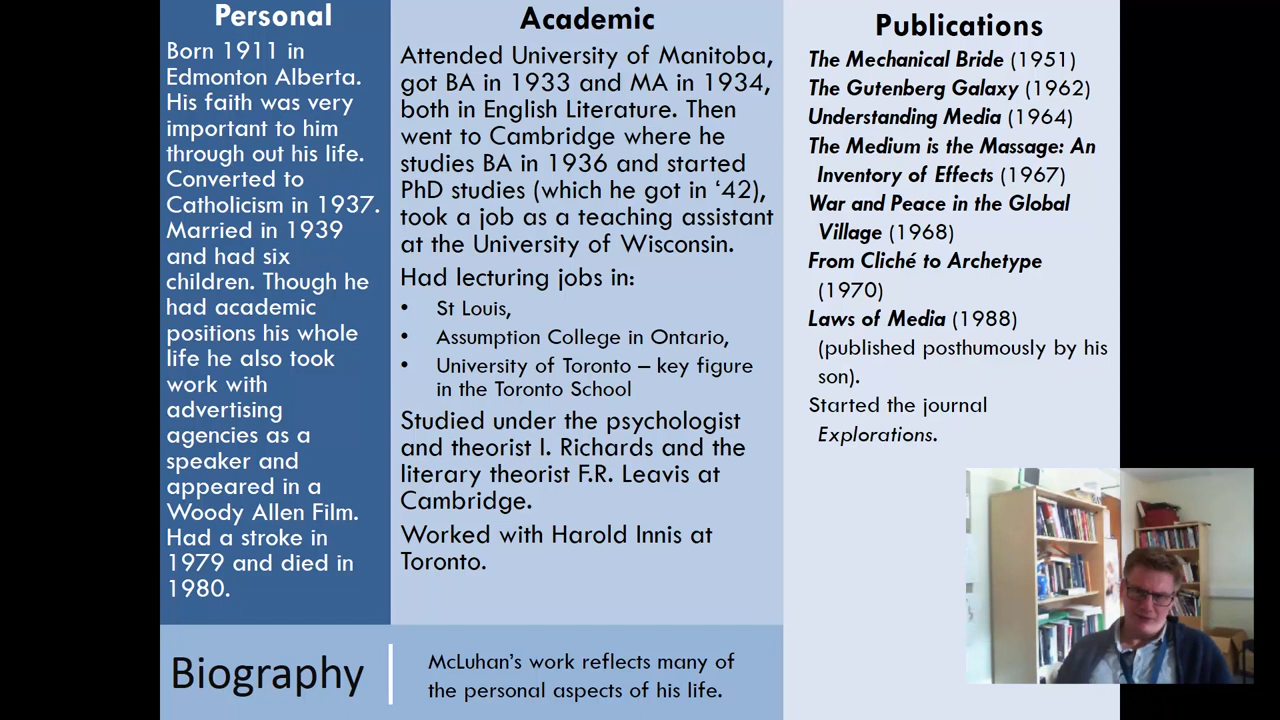 Personal
Born 1911 in
Edmonton Alberta.
His faith was very
important to him
through out his life.
Converted to
Catholicism in 1937.
Married in 1939
and had six
children. Though he
had academic
positions his whole
life he also took
work with
advertising
agencies as a
speaker and
appeared in a
Woody Allen Film.
Had a stroke in
1979 and died in
1980.
Academic
Attended University of Manitoba,
got BA in 1933 and MA in 1934,
both in English Literature. Then
went to Cambridge where he
studies BA in 1936 and started
PhD studies (which he got in ‘42),
took a job as a teaching assistant
at the University of Wisconsin.
Had lecturing jobs in:
• St Louis,
• Assumption College in Ontario,
• University of Toronto – key figure
in the Toronto School
Studied under the psychologist
and theorist I. Richards and the
literary theorist F.R. Leavis at
Cambridge.
Worked with Harold Innis at
Toronto.
Publications
The Mechanical Bride (1951)
The Gutenberg Galaxy (1962)
Understanding Media (1964)
The Medium is the Massage: An
Inventory of Effects (1967)
War and Peace in the Global
Village (1968)
From Cliché to Archetype
(1970)
Laws of Media (1988)
(published posthumously by his
son).
Started the journal
Explorations.
Biography
McLuhan’s work reflects many of
the personal aspects of his life.